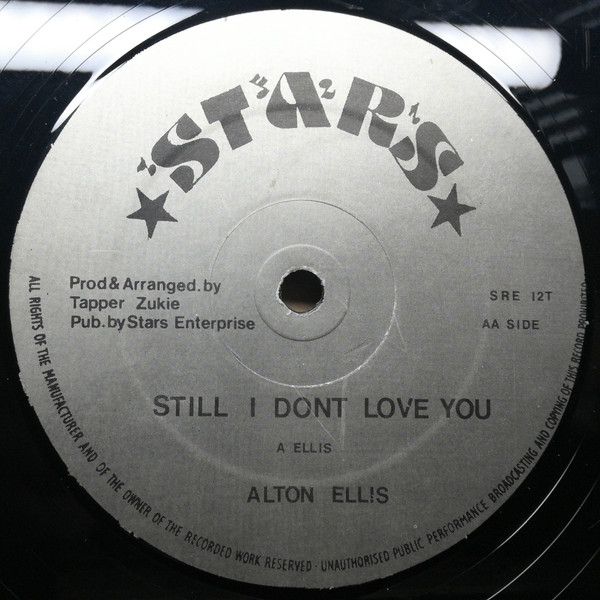 STARS
Prod & Arranged. by
Tapper Zukie
Pub. by Stars Enterprise
SRE 12T
AA SIDE
STILL I DONT LOVE YOU
A ELLIS
ALTON ELLIS
ALL RIGHTS OF THE MANUFACTURER AND OF THE OWNER OF THE RECORDED WORK RESERVED · UNAUTHORISED PUBLIC PERFORMANCE BROADCASTING AND COPYING OF THIS RECORD PROHIBITED